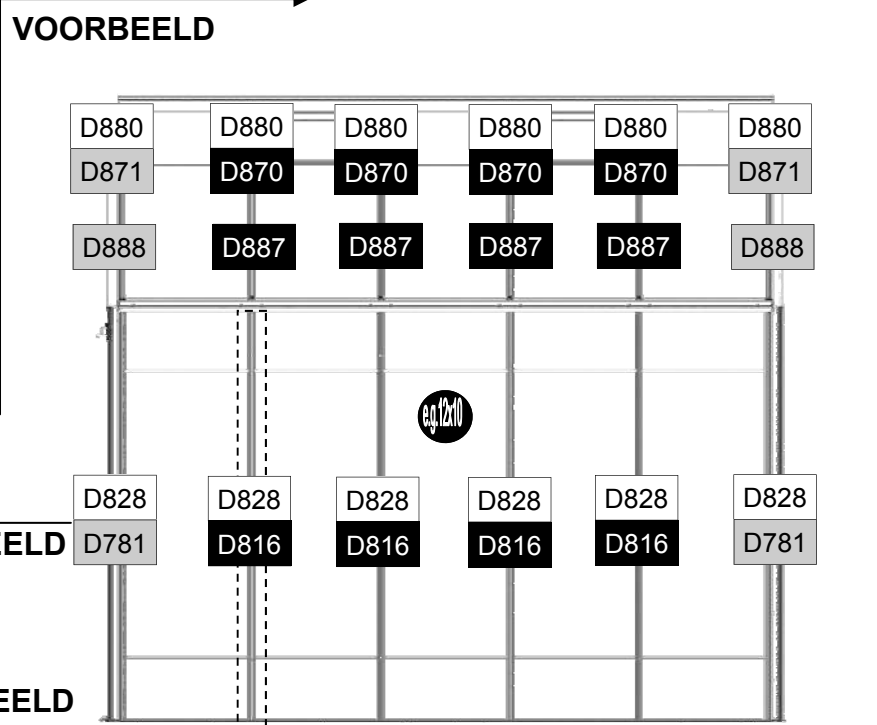 VOORBEELD
D880 D880 D880 D880 D880 D880
D871 D870 D870 D870 D870 D871
D888 D887 D887 D887 D887 D888
e.g.12x10
D828 D828 D828 D828 D828 D828
EELD D781 D816 D816 D816 D816 D781
EELD